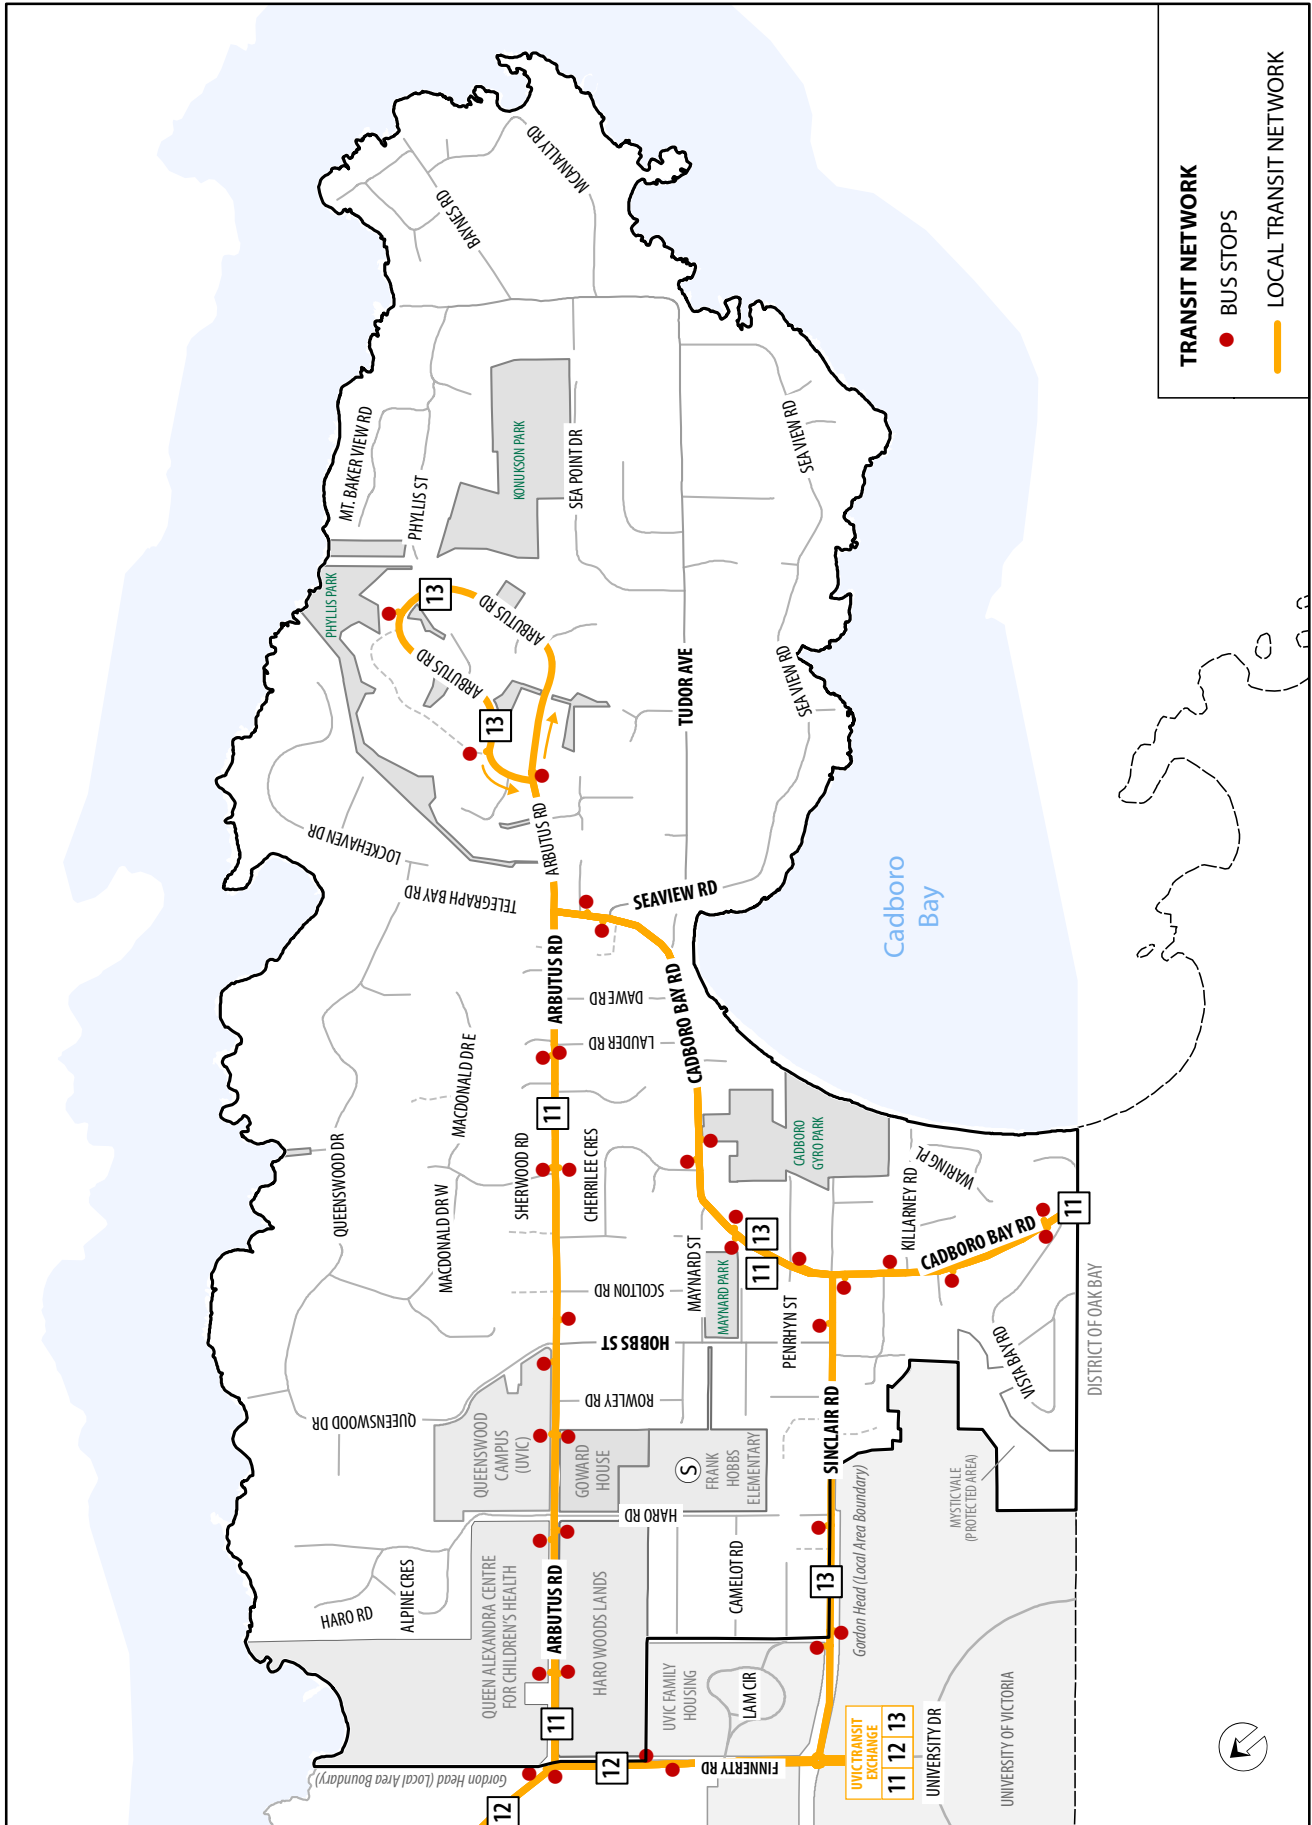 TRANSIT NETWORK
BUS STOPS
LOCAL TRANSIT NETWORK
MCANALLY RD
BAYNES RD
MT. BAKER VIEW RD
PHYLLIS ST
KONUKSON PARK
SEA POINT DR
SEA VIEW RD
PHYLLIS PARK
13
ARBUTUS RD
ARBUTUS RD
13
TUDOR AVE
SEA VIEW RD
LOCKEHAVEN DR
ARBUTUS RD
TELEGRAPH BAY RD
SEAVIEW RD
Cadboro
Bay
ARBUTUS RD
DAWE RD
CADBORO BAY RD
LAUDER RD
MACDONALD DR E
11
QUEENSWOOD DR
MACDONALD DR W
SHERWOOD RD
CHERRILEE CRES
CADBORO
GYRO PARK
WARING PL
KILLARNEY RD
CADBORO BAY RD
11
MAYNARD ST
13
11
SCOLTON RD
MAYNARD PARK
PENRHYN ST
HOBBS ST
VISTA BAY RD
DISTRICT OF OAK BAY
ROWLEY RD
QUEENSWOOD DR
SINCLAIR RD
QUEENSWOOD
CAMPUS
(UVIC)
GOWARD
HOUSE
S
FRANK
HOBBS
ELEMENTARY
MYSTIC VALE
(PROTECTED AREA)
HARO RD
HARO RD
ALPINE CRES
CAMELOT RD
13
Gordon Head (Local Area Boundary)
QUEEN ALEXANDRA CENTRE
FOR CHILDREN'S HEALTH
ARBUTUS RD
HARO WOODS LANDS
UVIC FAMILY
HOUSING
LAM CIR
11
12
FINNERTY RD
UVIC TRANSIT
EXCHANGE
11 12 13
UNIVERSITY DR
UNIVERSITY OF VICTORIA
Gordon Head (Local Area Boundary)
12